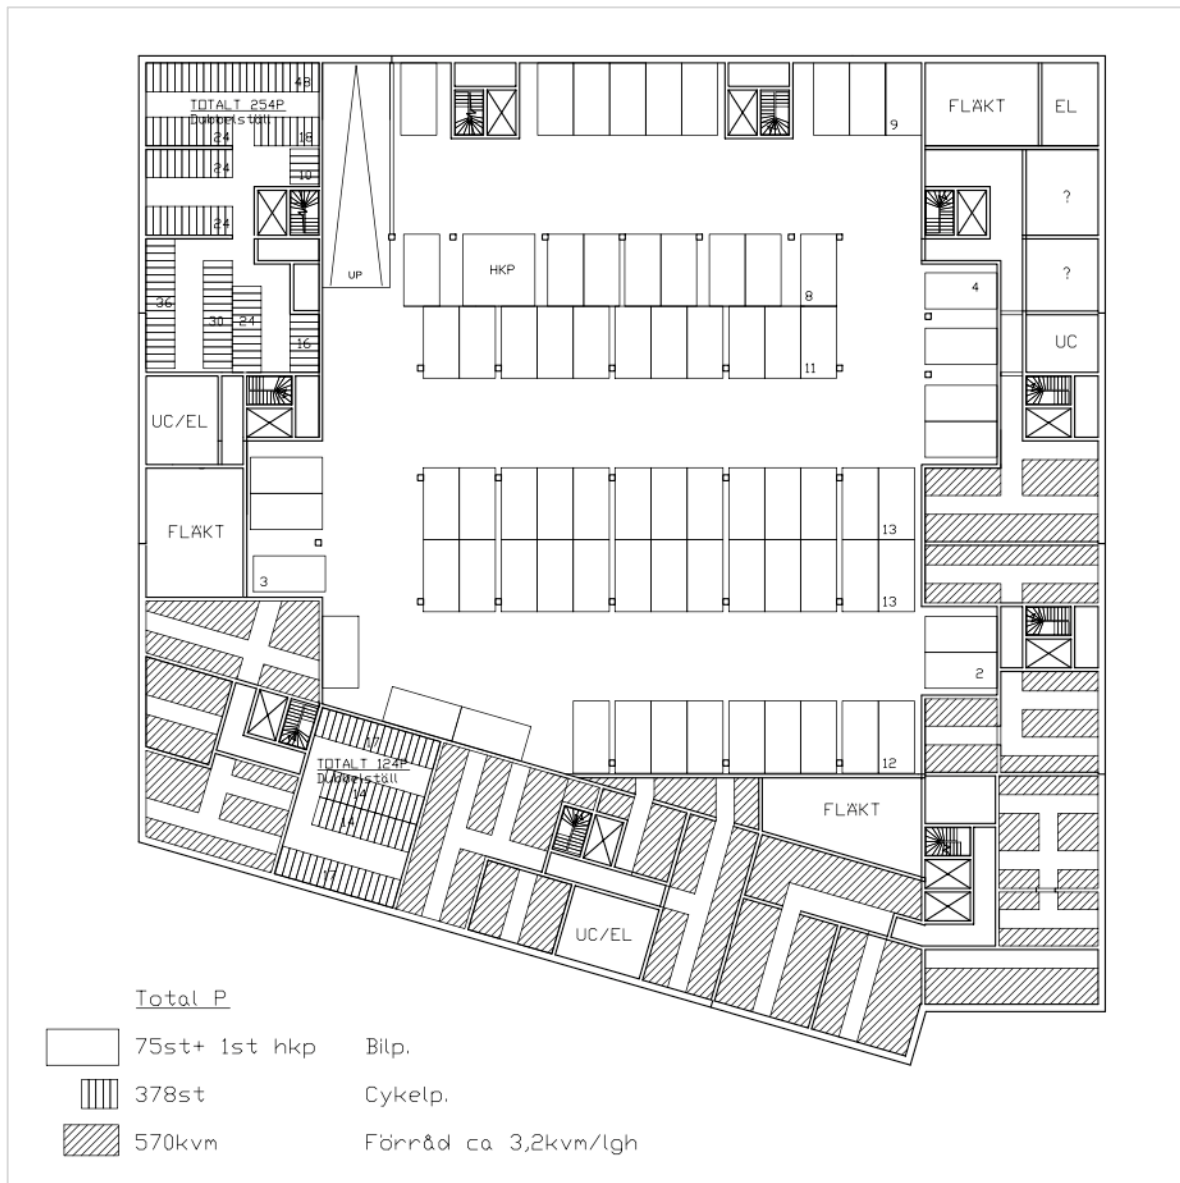 48
TOTALT 254P
Dubbelställ
24
18
24
10
24
36
30
24
16
UP
9
FLÄKT
EL
?
?
UC
HKP
8
4
11
UC/EL
FLÄKT
3
13
13
2
12
17
TOTALT 124P
Dubbelställ
14
14
17
UC/EL
FLÄKT
Total P
75st+ 1st hkp Bilp.
378st Cykelp.
570kvm Förråd ca 3,2kvm/lgh